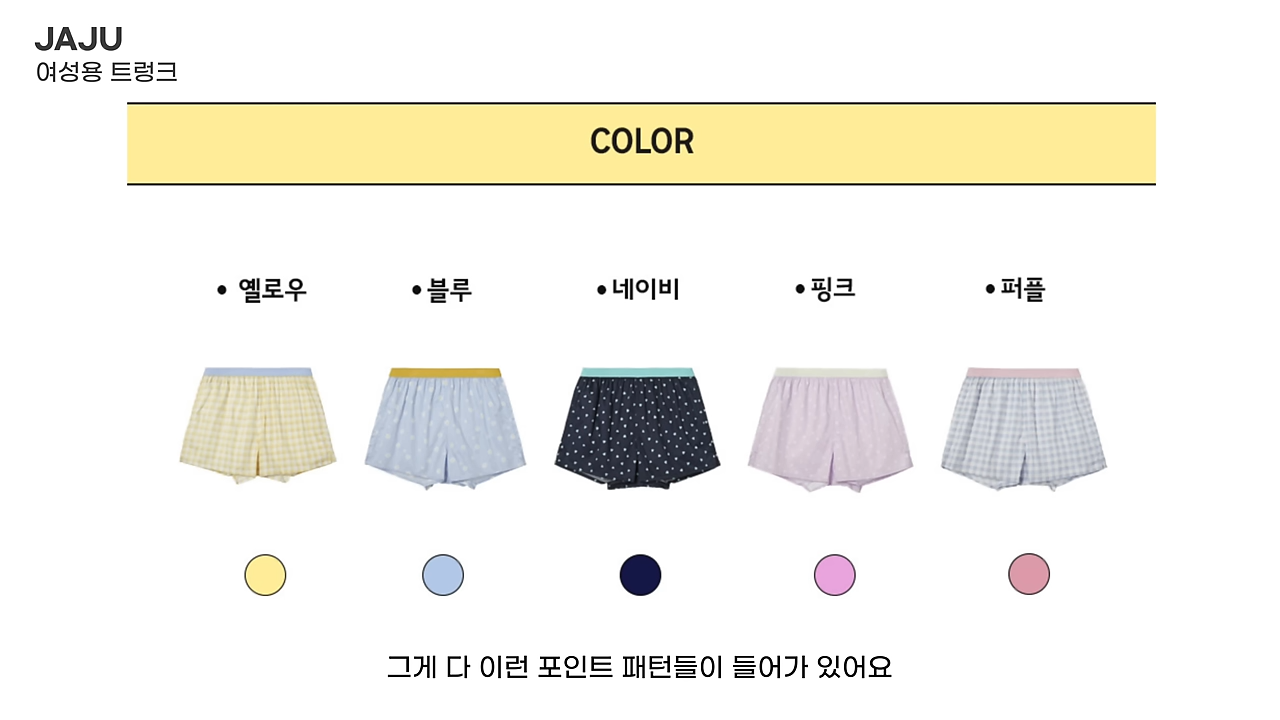 JAJU
여성용 트렁크
COLOR
• 옐로우
• 블루
• 네이비
• 핑크
• 퍼플
그게 다 이런 포인트 패턴들이 들어가 있어요